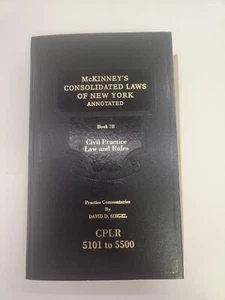 McKINNEY'S
CONSOLIDATED LAWS
OF NEW YORK
ANNOTATED
Book 7B
Civil Practice
Law and Rules
Practice Commentaries
By
DAVID D. SIEGEL
CPLR
5101 to 5500